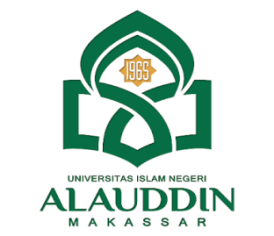 1965
UNIVERSITAS ISLAM NEGERI
ALAUDDIN
MAKASSAR